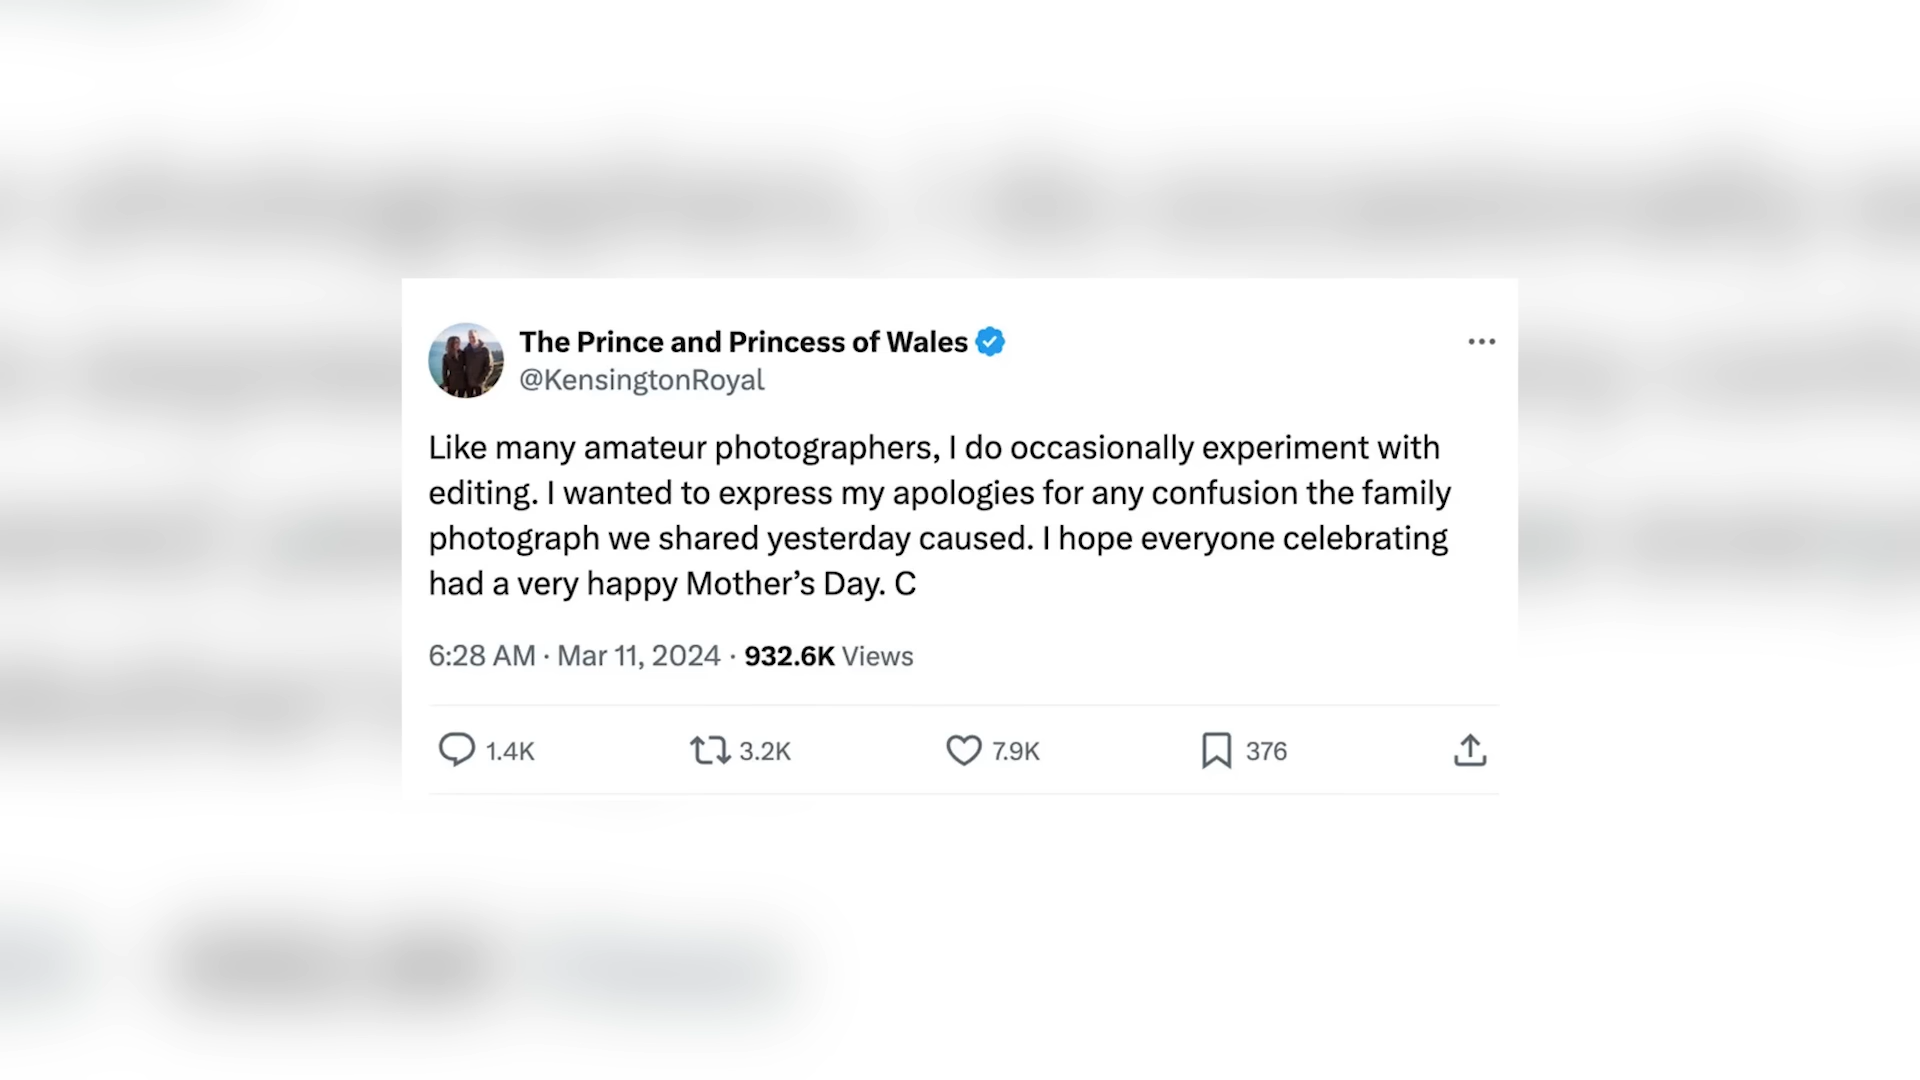 The Prince and Princess of Wales
@KensingtonRoyal
Like many amateur photographers, I do occasionally experiment with
editing. I wanted to express my apologies for any confusion the family
photograph we shared yesterday caused. I hope everyone celebrating
had a very happy Mother’s Day. C
6:28 AM · Mar 11, 2024 · 932.6K Views
1.4K 3.2K 7.9K 376